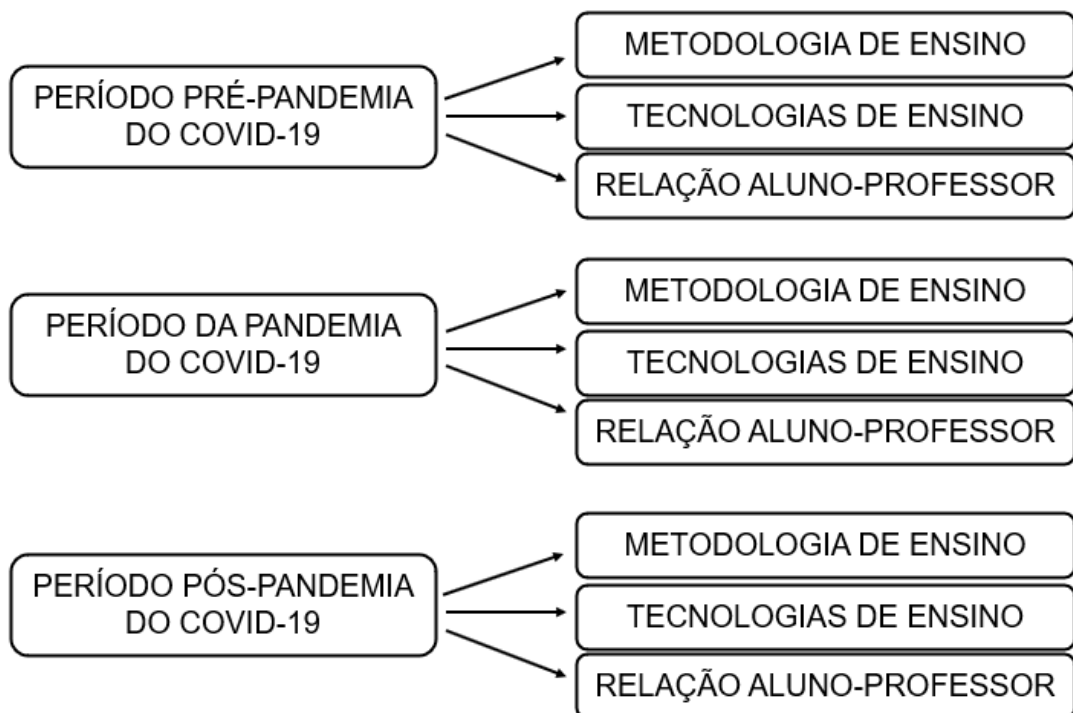 PERÍODO PRÉ-PANDEMIA
DO COVID-19
METODOLOGIA DE ENSINO
TECNOLOGIAS DE ENSINO
RELAÇÃO ALUNO-PROFESSOR
PERÍODO DA PANDEMIA
DO COVID-19
METODOLOGIA DE ENSINO
TECNOLOGIAS DE ENSINO
RELAÇÃO ALUNO-PROFESSOR
PERÍODO PÓS-PANDEMIA
DO COVID-19
METODOLOGIA DE ENSINO
TECNOLOGIAS DE ENSINO
RELAÇÃO ALUNO-PROFESSOR